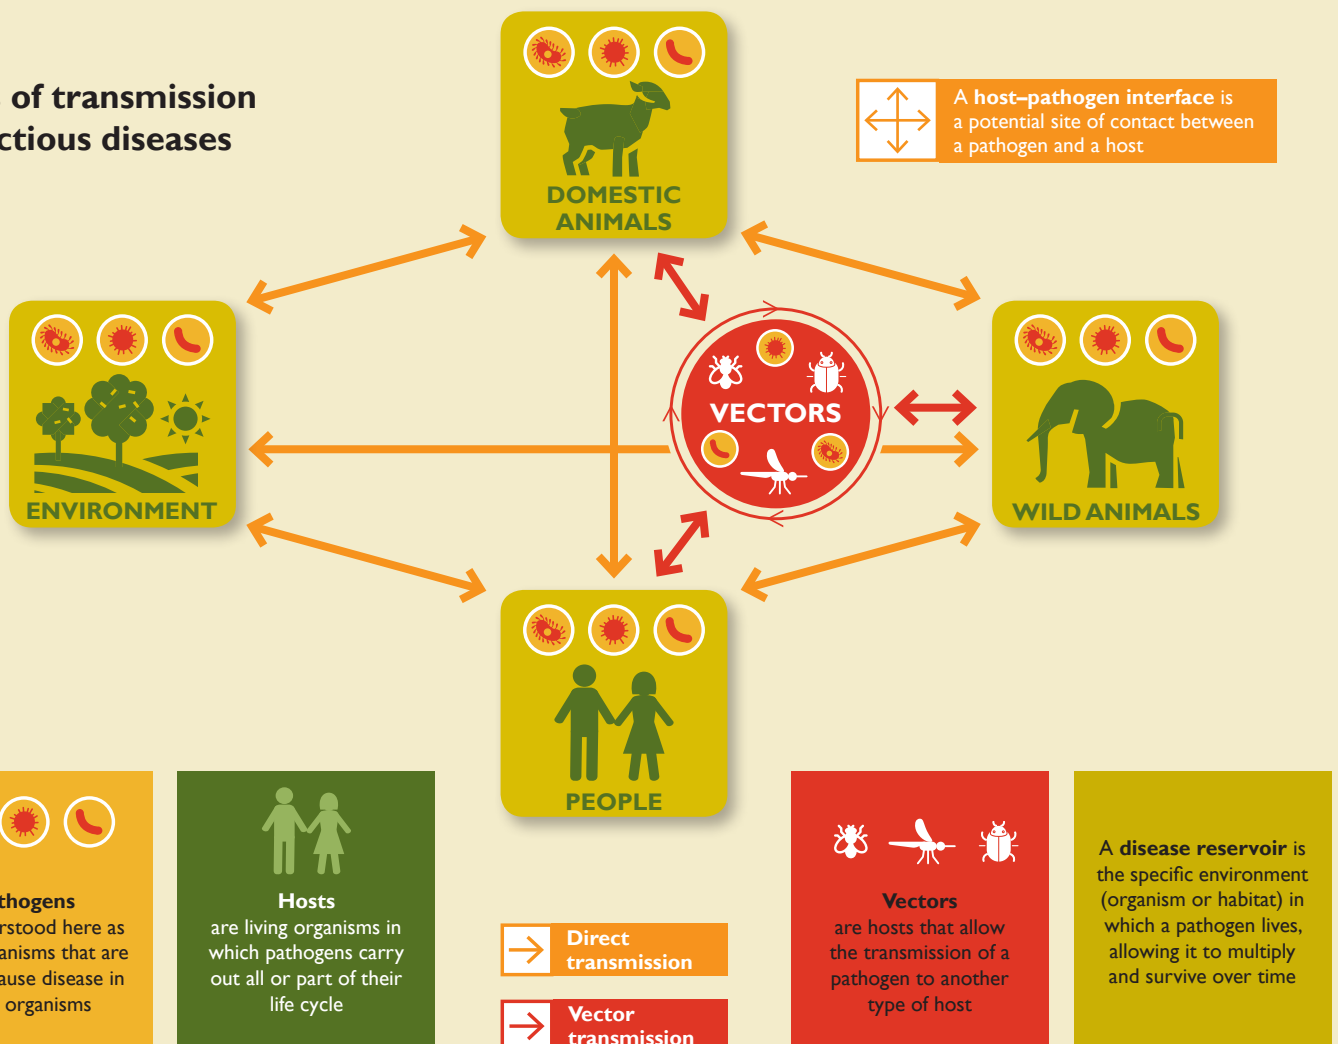 of transmission
ctious diseases
DOMESTIC
ANIMALS
A host–pathogen interface is
a potential site of contact between
a pathogen and a host
ENVIRONMENT
VECTORS
WILD ANIMALS
PEOPLE
thogens
rstood here as
anisms that are
ause disease in
organisms
Hosts
are living organisms in
which pathogens carry
out all or part of their
life cycle
Direct
transmission
Vector
transmission
Vectors
are hosts that allow
the transmission of a
pathogen to another
type of host
A disease reservoir is
the specific environment
(organism or habitat) in
which a pathogen lives,
allowing it to multiply
and survive over time